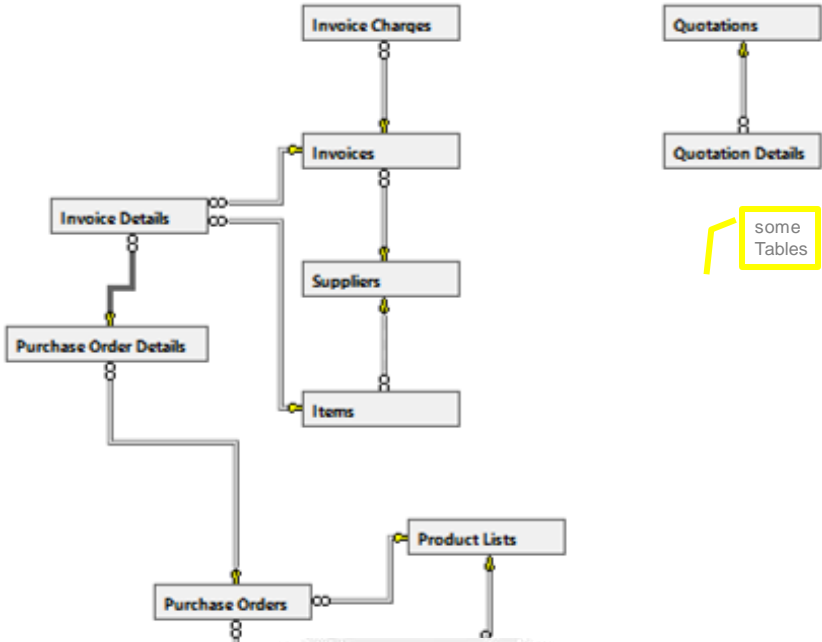 Invoice Charges
Quotations
Invoices
Quotation Details
Invoice Details
some
Tables
Suppliers
Purchase Order Details
Items
Product Lists
Purchase Orders